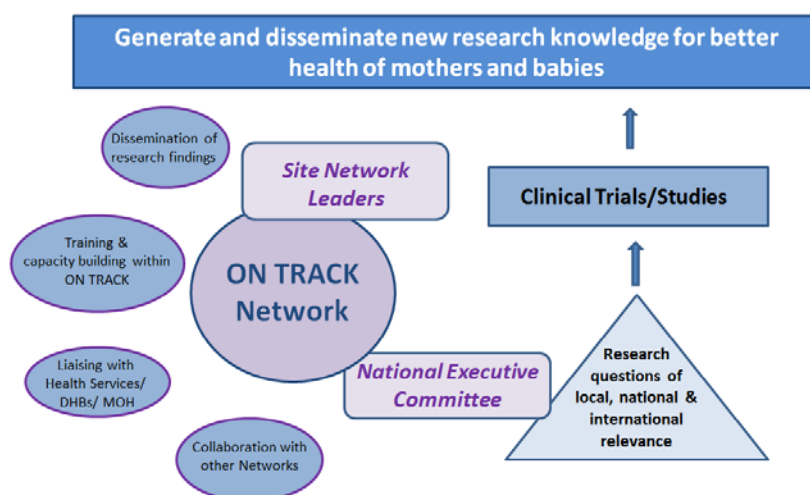 Generate and disseminate new research knowledge for better
health of mothers and babies
Dissemination of
research findings
Site Network
Leaders
Clinical Trials/Studies
Training &
capacity building within
ON TRACK
ON TRACK
Network
Liaising with
Health Services/
DHBs/ MOH
National Executive
Committee
Research
questions of
local, national &
international
relevance
Collaboration with
other Networks